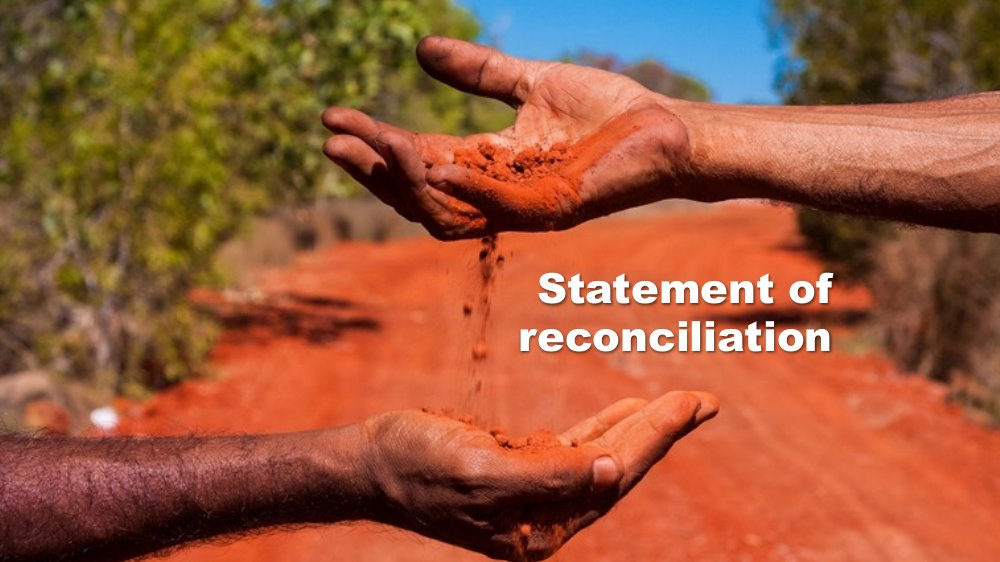 Statement of
reconciliation